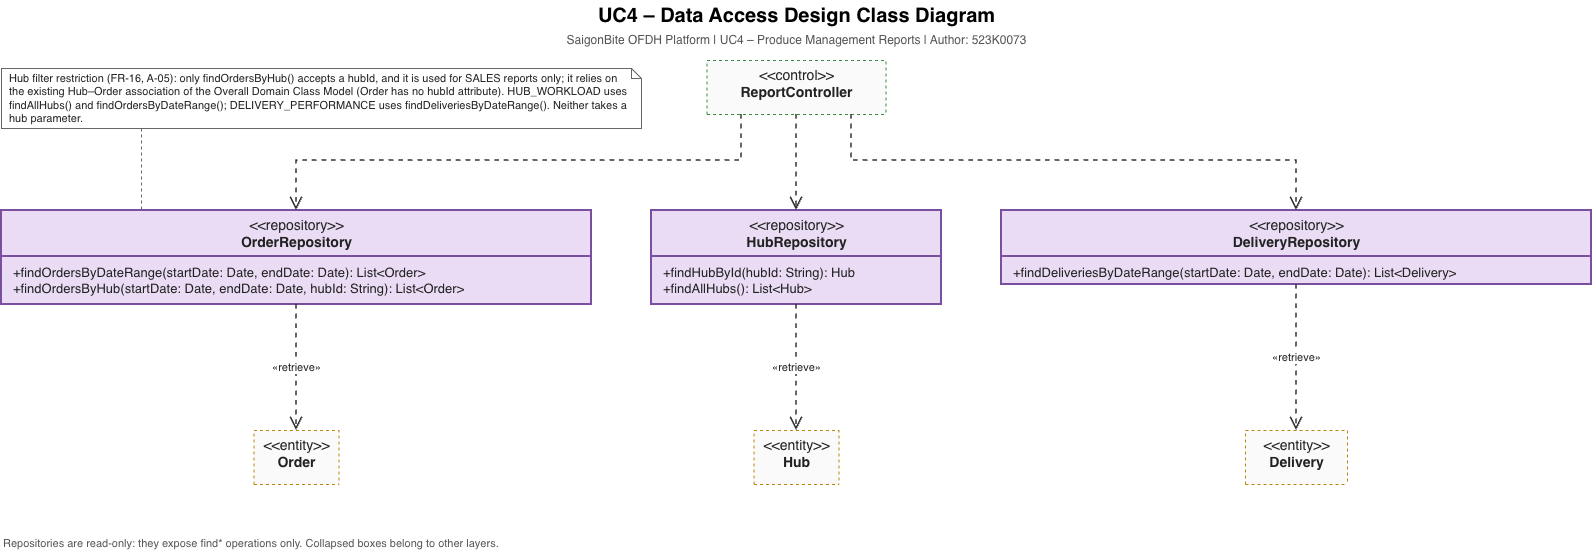 UC4 – Data Access Design Class Diagram
SaigonBite OFDH Platform | UC4 – Produce Management Reports | Author: 523K0073
Hub filter restriction (FR-16, A-05): only findOrdersByHub() accepts a hubId, and it is used for SALES reports only; it relies on
the existing Hub–Order association of the Overall Domain Class Model (Order has no hubId attribute). HUB_WORKLOAD uses
findAllHubs() and findOrdersByDateRange(); DELIVERY_PERFORMANCE uses findDeliveriesByDateRange(). Neither takes a
hub parameter.
<<control>>
ReportController
<<repository>>
OrderRepository
+findOrdersByDateRange(startDate: Date, endDate: Date): List<Order>
+findOrdersByHub(startDate: Date, endDate: Date, hubId: String): List<Order>
<<repository>>
HubRepository
+findHubById(hubId: String): Hub
+findAllHubs(): List<Hub>
<<repository>>
DeliveryRepository
+findDeliveriesByDateRange(startDate: Date, endDate: Date): List<Delivery>
«retrieve»
«retrieve»
«retrieve»
<<entity>>
Order
<<entity>>
Hub
<<entity>>
Delivery
Repositories are read-only: they expose find* operations only. Collapsed boxes belong to other layers.